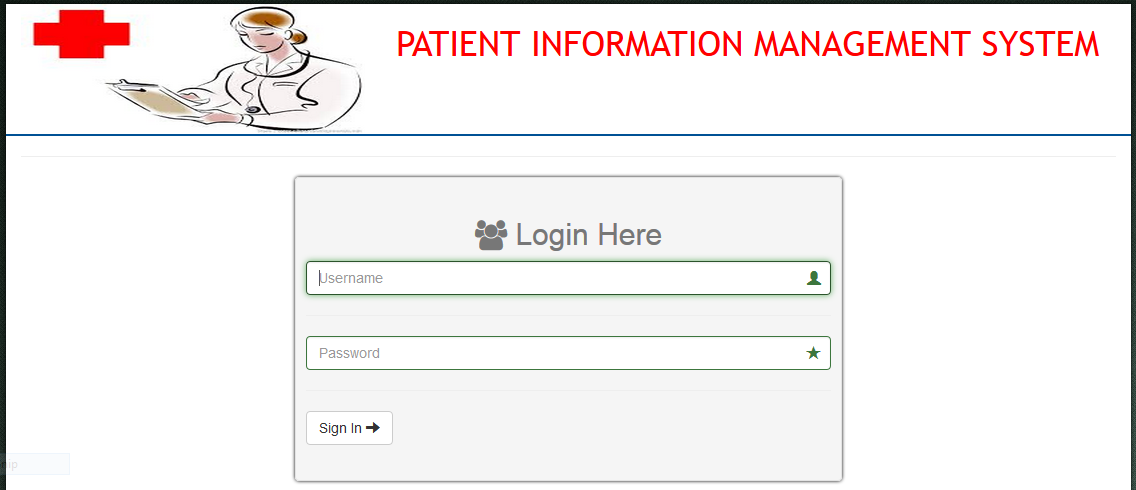 PATIENT INFORMATION MANAGEMENT SYSTEM
Login Here
Username
Password
Sign In